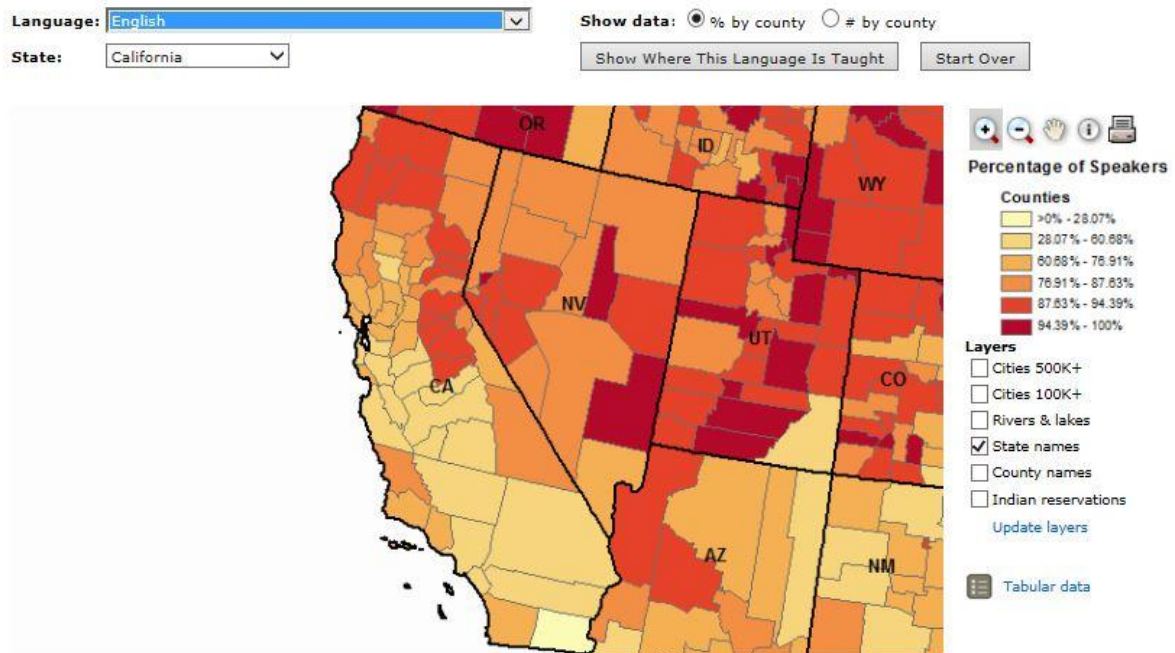 Language: English
Show data: % by county # by county
State: California
Show Where This Language Is Taught
Start Over
OR
ID
WY
NV
UT
CA
CO
AZ
NM
Percentage of Speakers
Counties
>0% - 28.07%
28.07% - 60.68%
60.68% - 76.91%
76.91% - 87.63%
87.63% - 94.39%
94.39% - 100%
Layers
Cities 500K+
Cities 100K+
Rivers & lakes
State names
County names
Indian reservations
Update layers
Tabular data